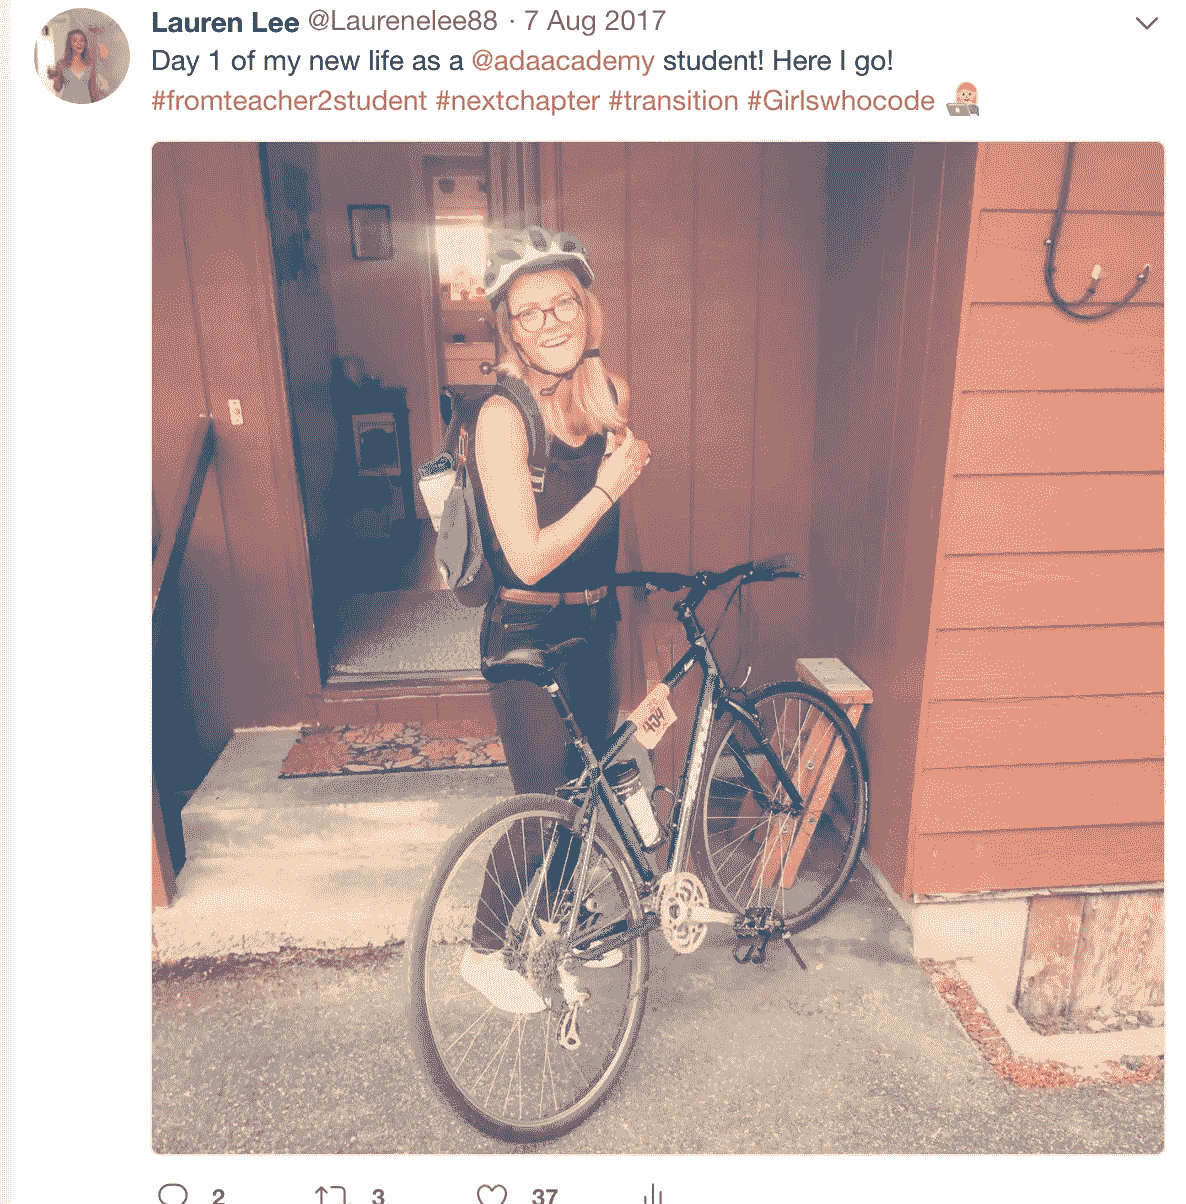 Lauren Lee @Laurenelee88 · 7 Aug 2017
Day 1 of my new life as a @adaacademy student! Here I go!
#fromteacher2student #nextchapter #transition #Girlswhocode
404
2 3 37